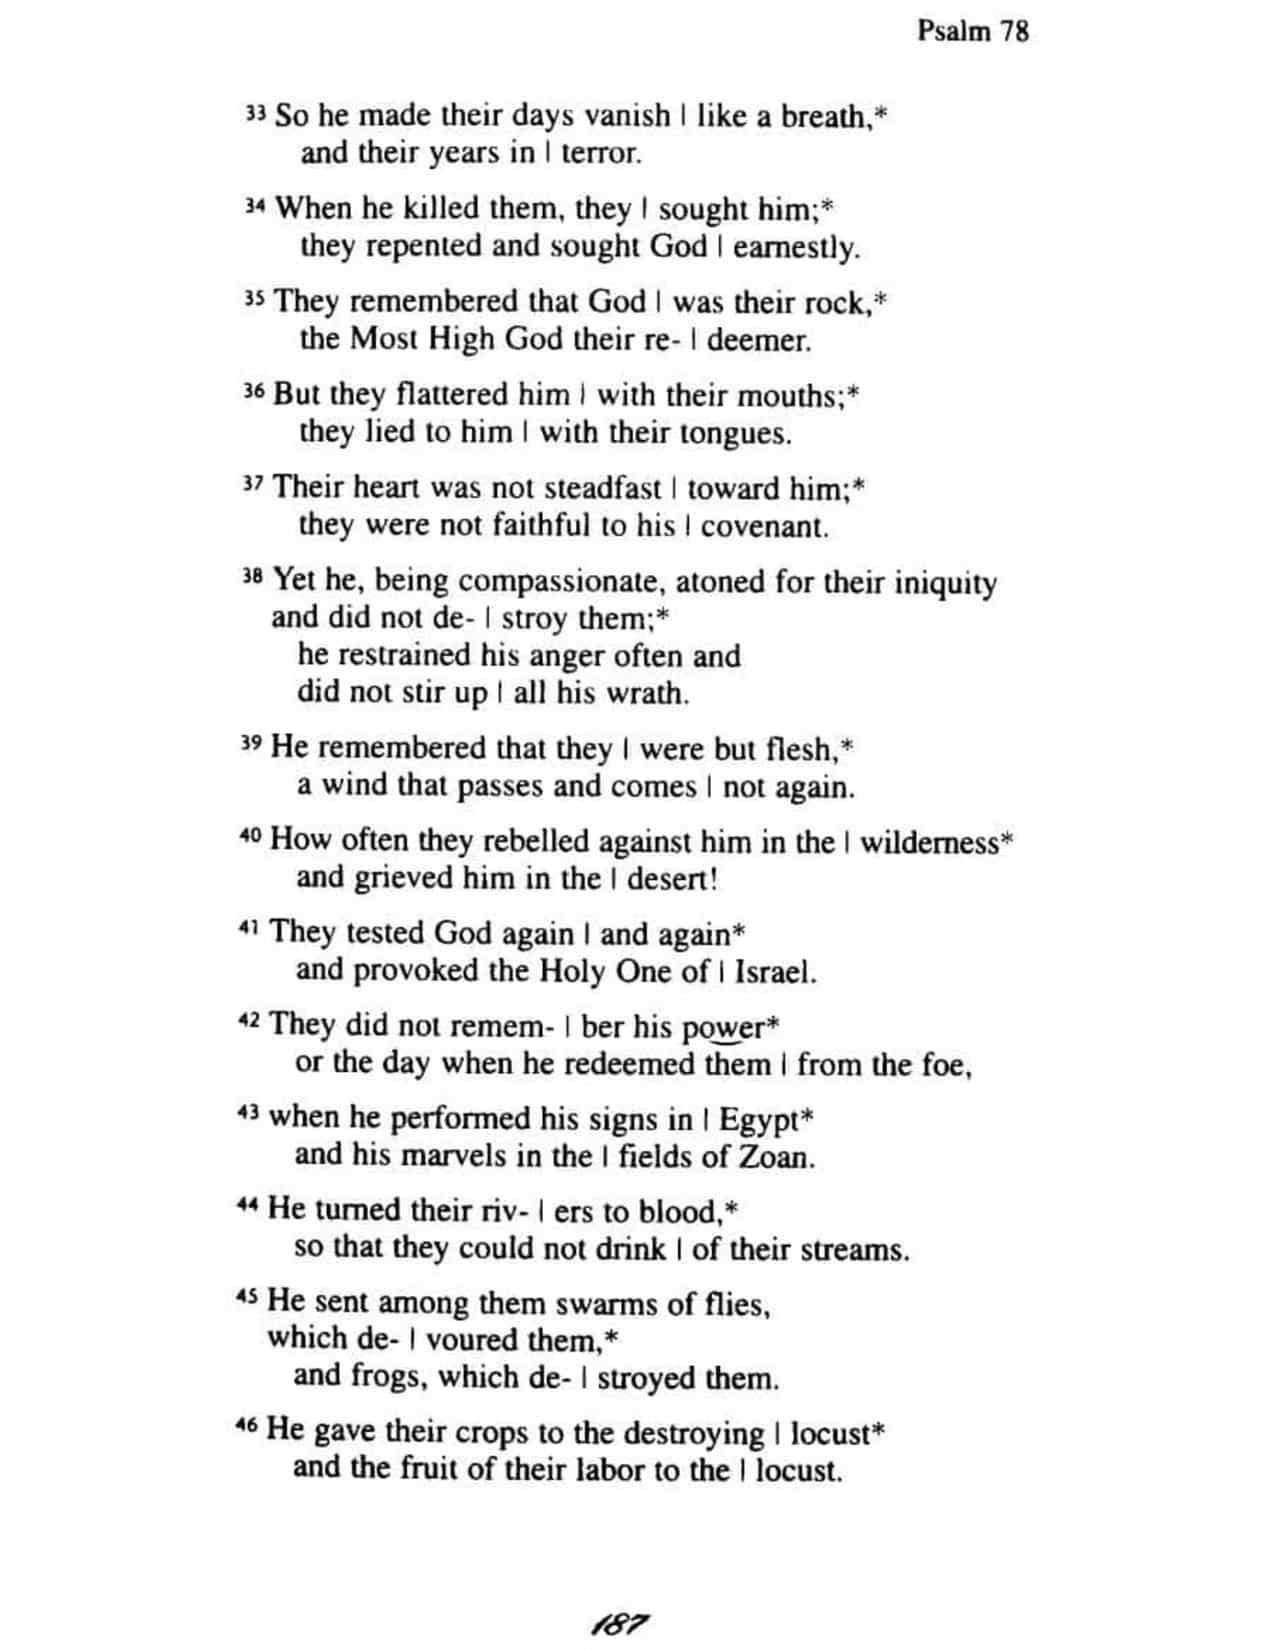 Psalm 78
33 So he made their days vanish | like a breath,*
and their years in | terror.
34 When he killed them, they | sought him;*
they repented and sought God | earnestly.
35 They remembered that God | was their rock,*
the Most High God their re- | deemer.
36 But they flattered him | with their mouths;*
they lied to him | with their tongues.
37 Their heart was not steadfast | toward him;*
they were not faithful to his | covenant.
38 Yet he, being compassionate, atoned for their iniquity
and did not de- | stroy them;*
he restrained his anger often and
did not stir up | all his wrath.
39 He remembered that they | were but flesh,*
a wind that passes and comes | not again.
40 How often they rebelled against him in the | wilderness*
and grieved him in the | desert!
41 They tested God again | and again*
and provoked the Holy One of | Israel.
42 They did not remem- | ber his power*
or the day when he redeemed them | from the foe,
43 when he performed his signs in | Egypt*
and his marvels in the | fields of Zoan.
44 He turned their riv- | ers to blood,*
so that they could not drink | of their streams.
45 He sent among them swarms of flies,
which de- | voured them,*
and frogs, which de- | stroyed them.
46 He gave their crops to the destroying | locust*
and the fruit of their labor to the | locust.
187